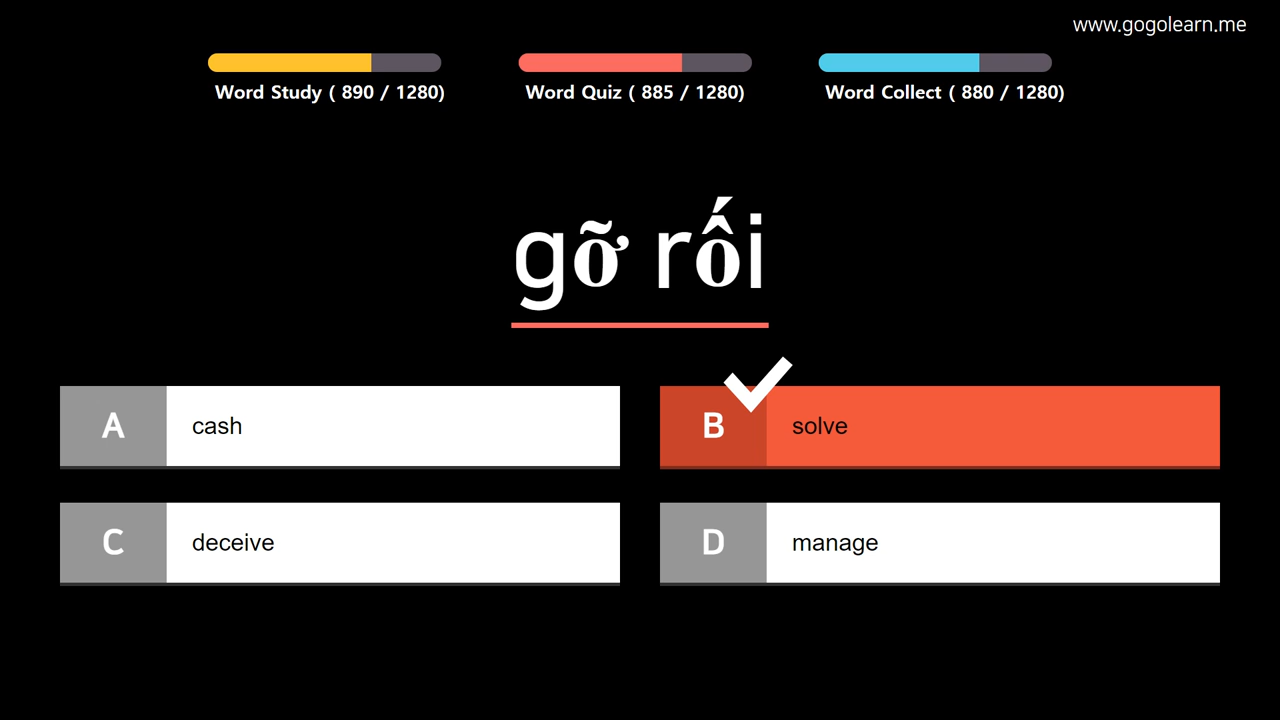 www.gogolearn.me
Word Study ( 890 / 1280)
Word Quiz ( 885 / 1280)
Word Collect ( 880 / 1280)
gỡ rối
A cash
B solve
C deceive
D manage